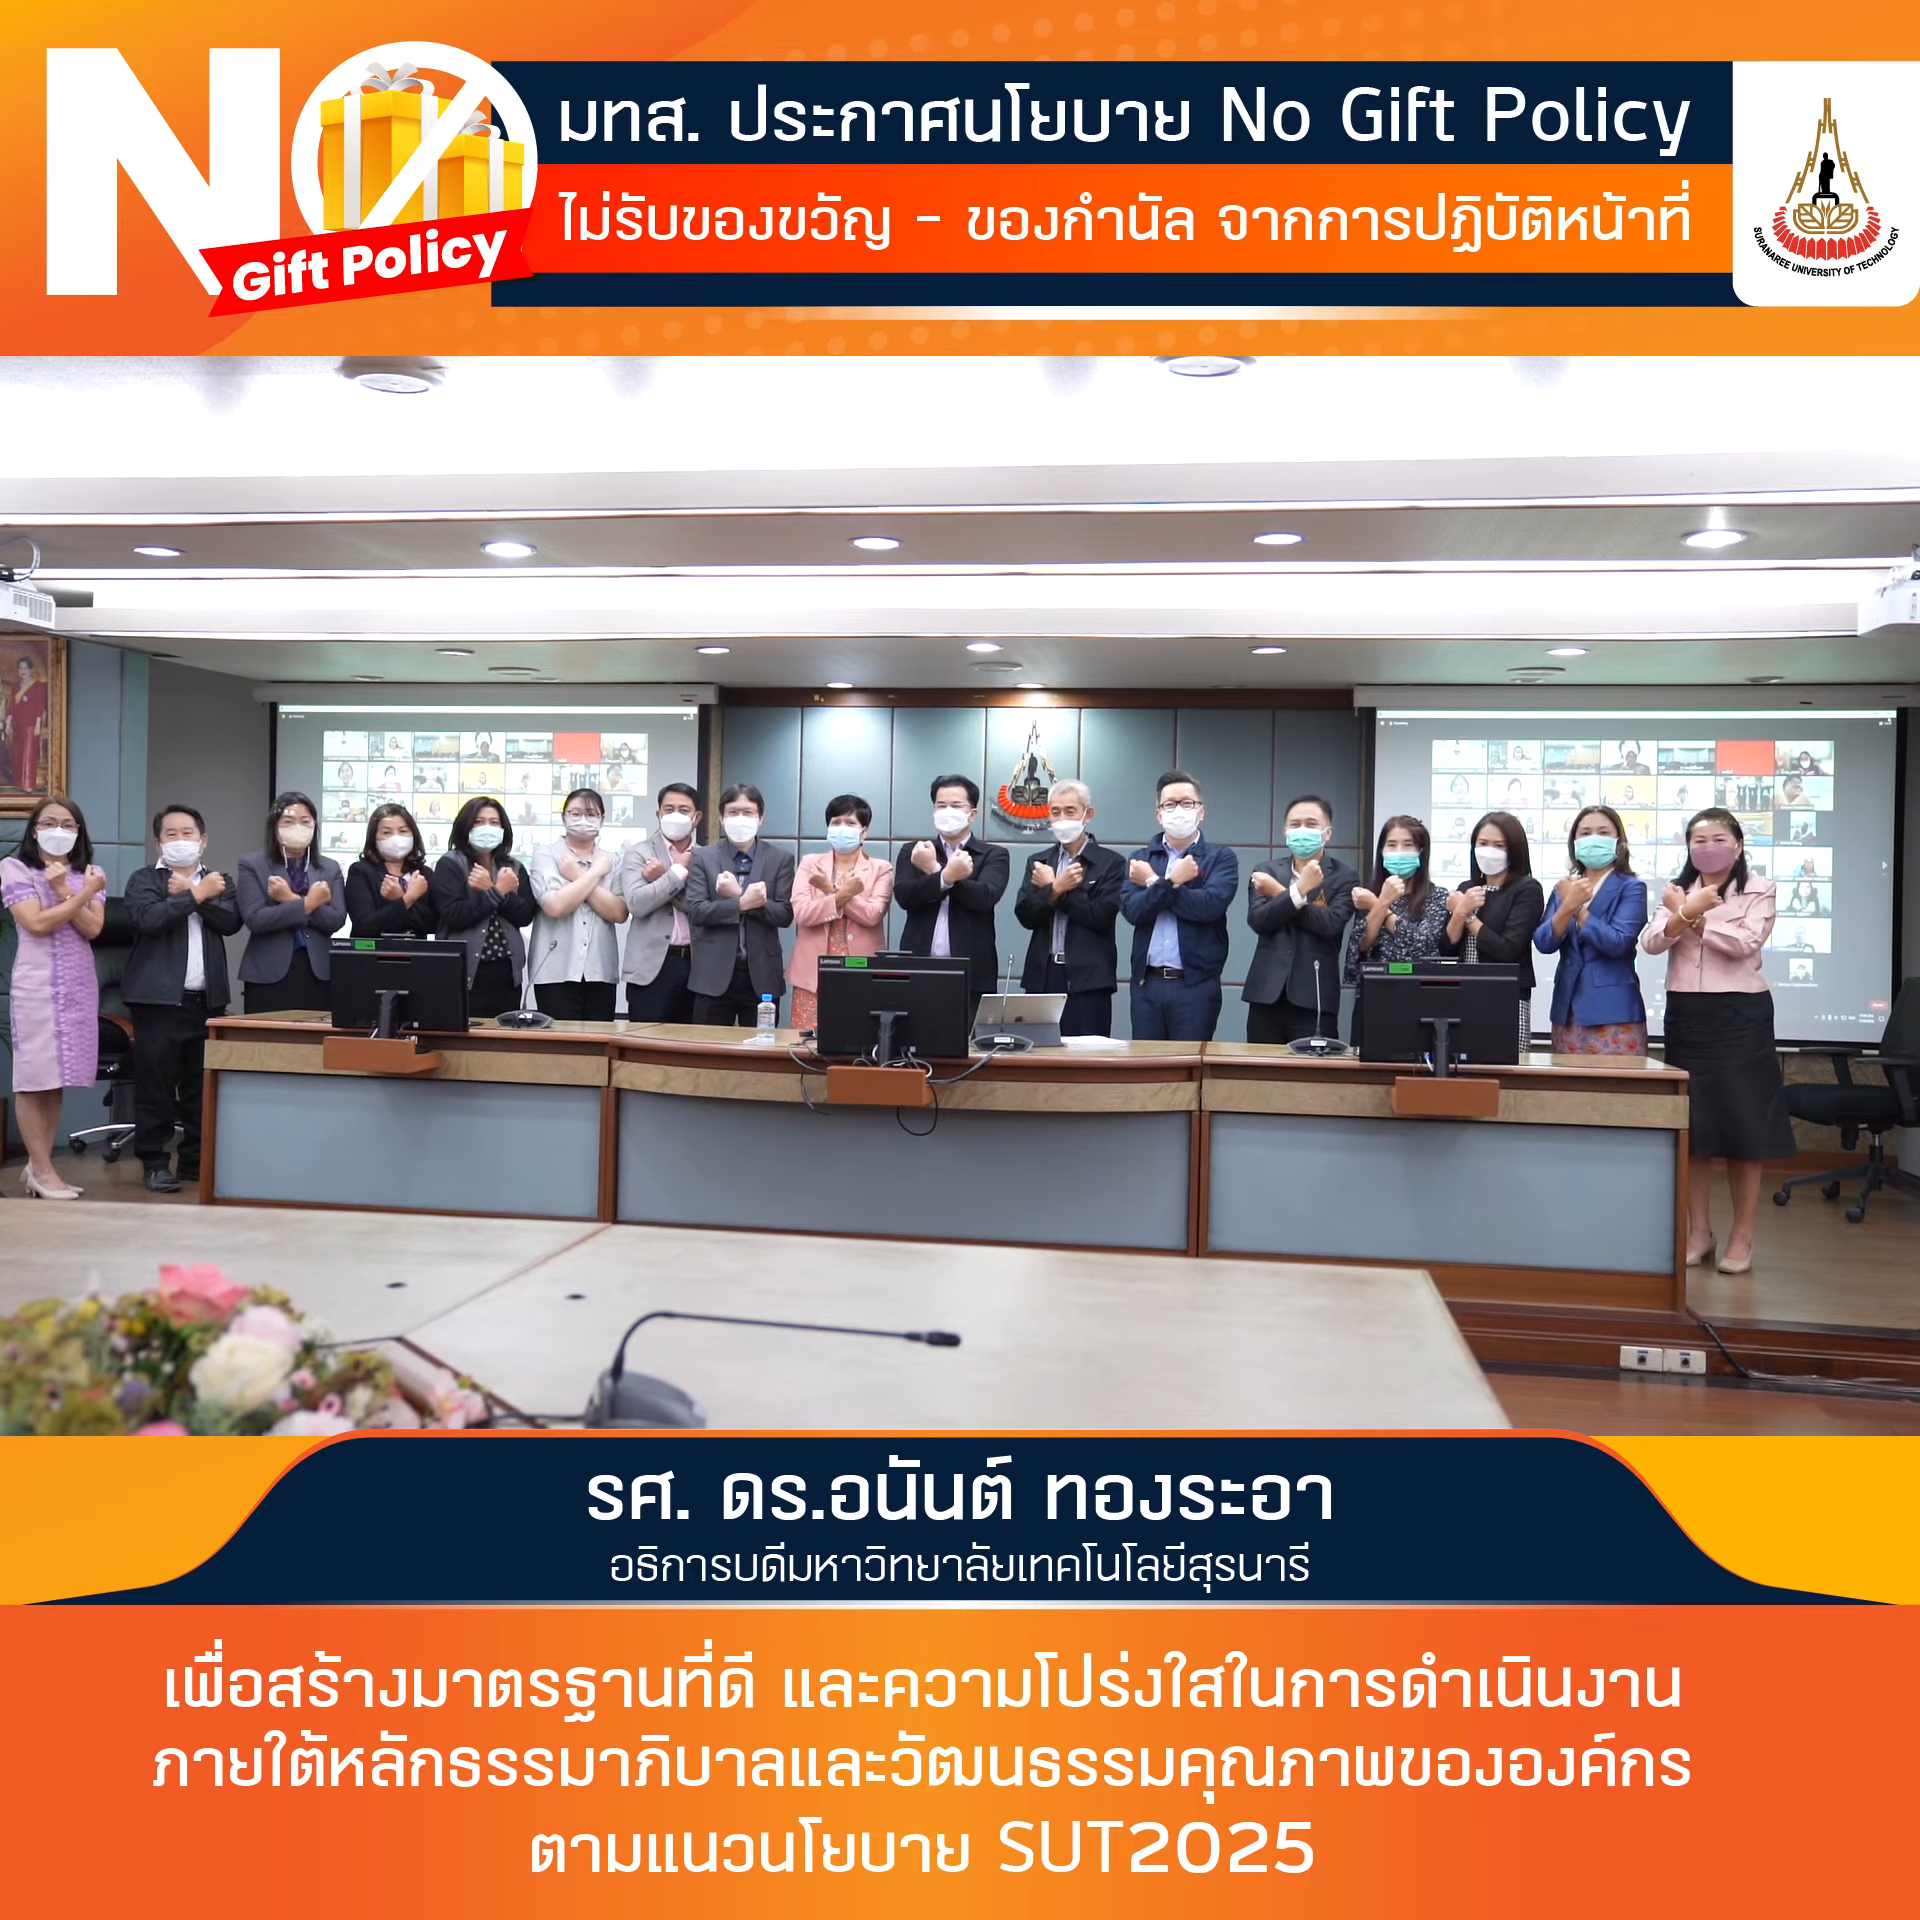 NO
Gift Policy
มทส. ประกาศนโยบาย No Gift Policy
ไม่รับของขวัญ - ของกำนัล จากการปฏิบัติหน้าที่
SURANAREE UNIVERSITY OF TECHNOLOGY
Lenovo
Lenovo
Lenovo
รศ. ดร.อนันต์ ทองระอา
อธิการบดีมหาวิทยาลัยเทคโนโลยีสุรนารี
เพื่อสร้างมาตรฐานที่ดี และความโปร่งใสในการดำเนินงาน
ภายใต้หลักธรรมาภิบาลและวัฒนธรรมคุณภาพขององค์กร
ตามแนวนโยบาย SUT2025